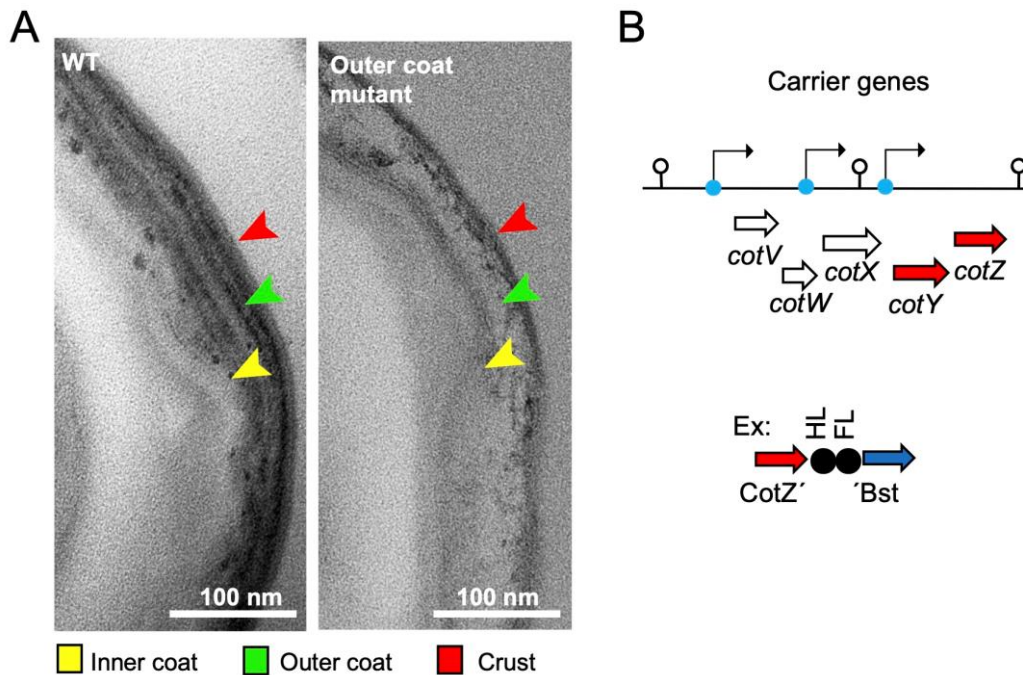 A
WT
Outer coat
mutant
100 nm
100 nm
Inner coat
Outer coat
Crust
B
Carrier genes
cotV
cotW
cotX
cotY
cotZ
Ex:
HL
FL
CotZ´
´Bst